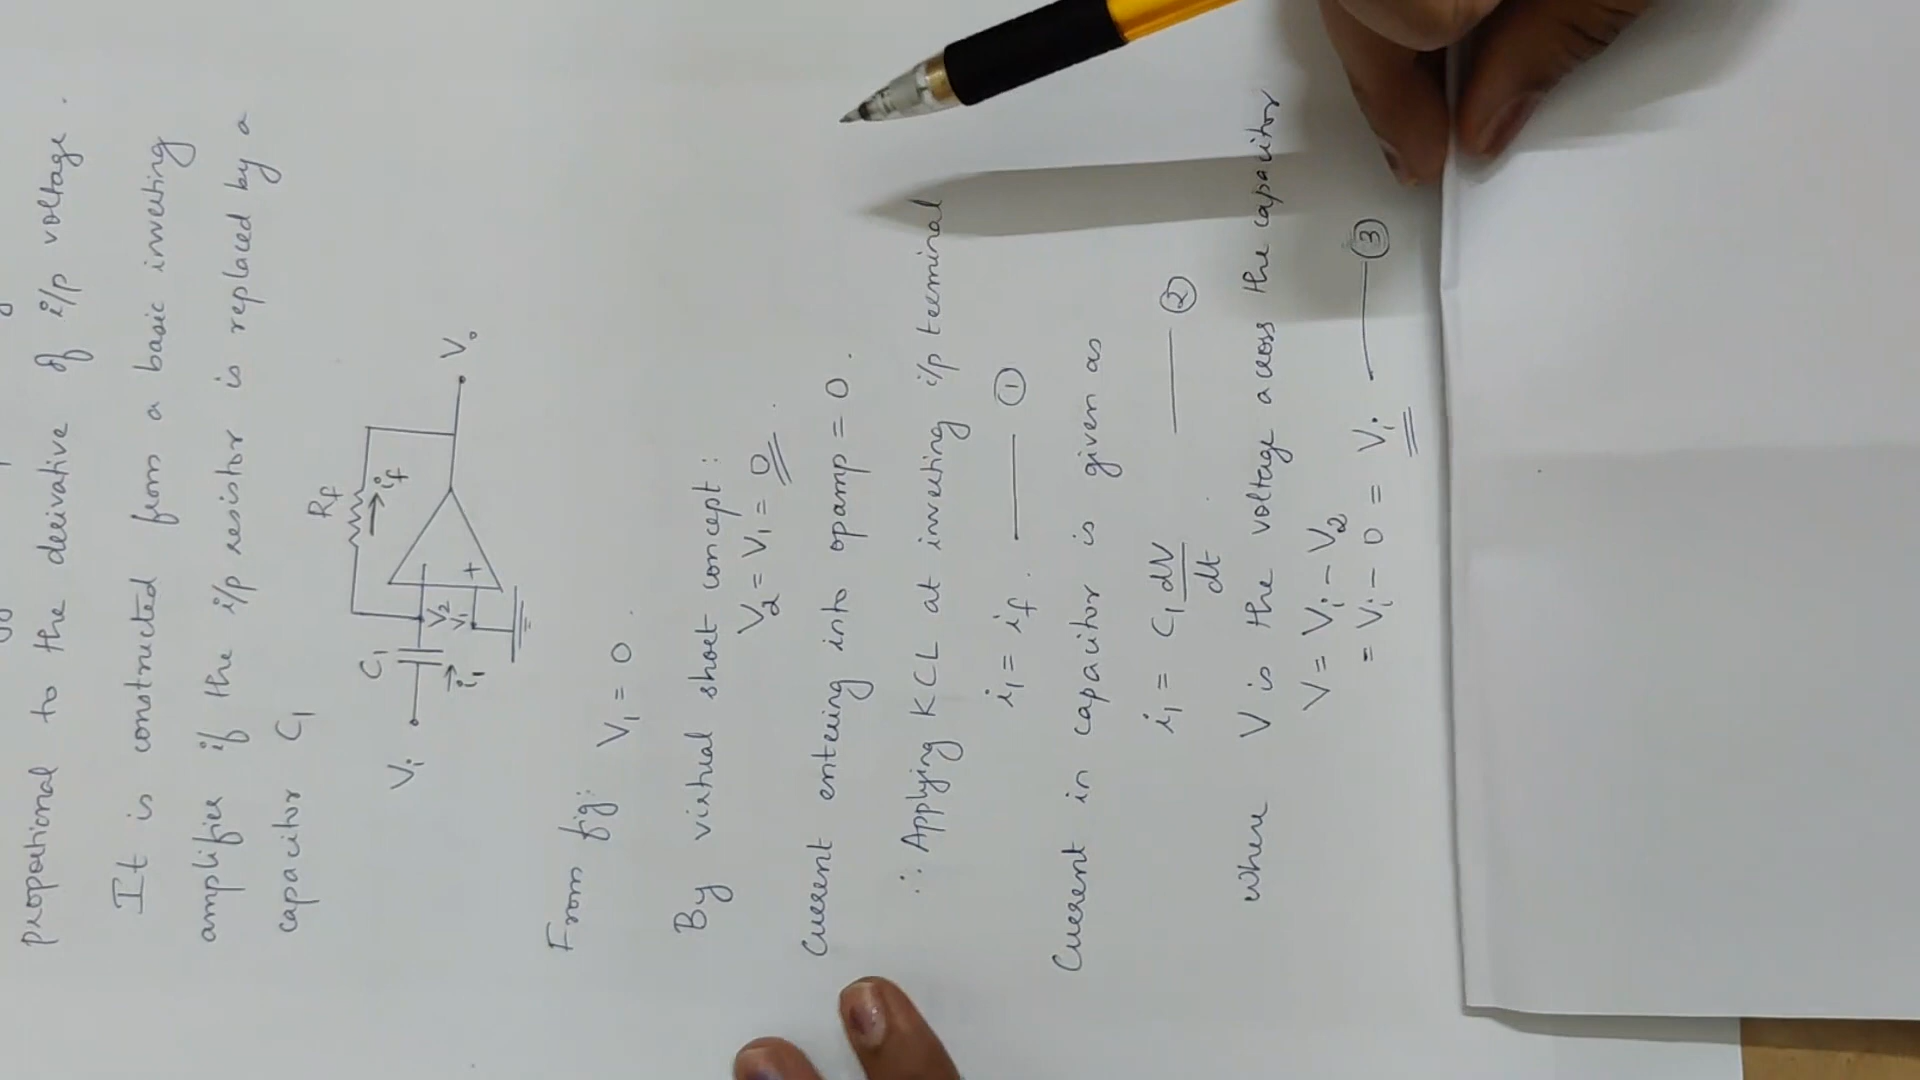 proportional to the derivative of i/p voltage.
It is constructed from a basic inverting
amplifier if the i/p resistor is replaced by a
capacitor C1
Rf
if
C1
Vi
i1
V2
V1
−
+
Vo
From fig: V1 = 0.
By virtual short concept:
V2 = V1 = 0.
Current entering into opamp = 0.
∴ Applying KCL at inverting i/p terminal
i1 = if. —— ①
Current in capacitor is given as
i1 = C1 dV/dt. —— ②
where V is the voltage across the capacitor
V = Vi − V2
= Vi − 0 = Vi —— ③